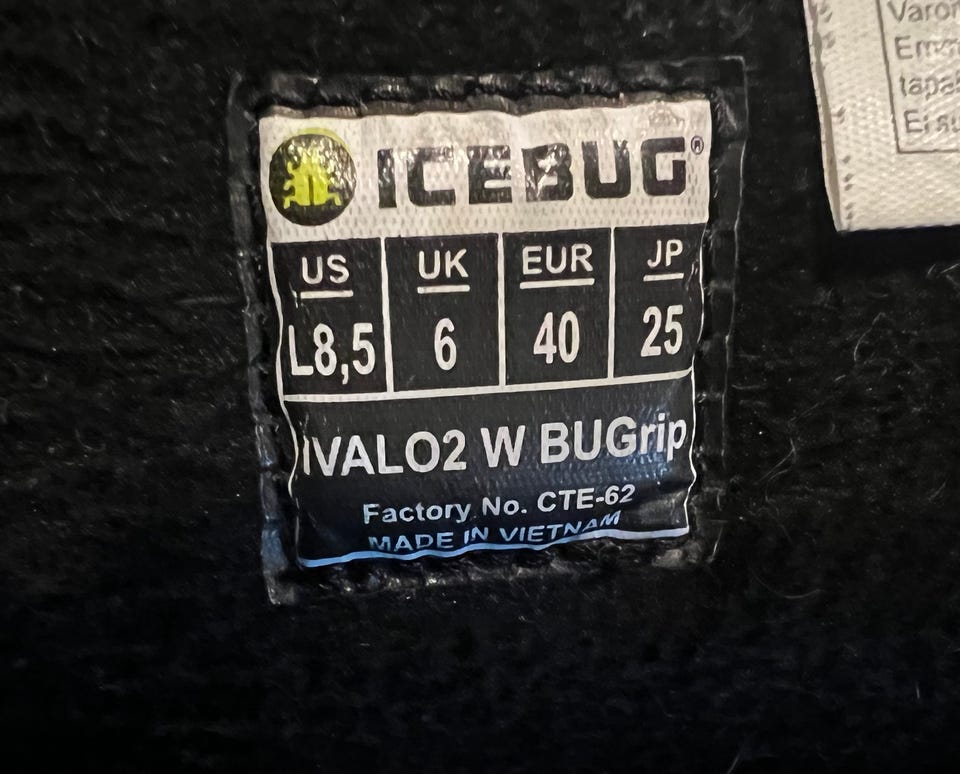 ICEBUG®
US UK EUR JP
L8,5 6 40 25
IVALO2 W BUGrip
Factory No. CTE-62
MADE IN VIETNAM
Ei